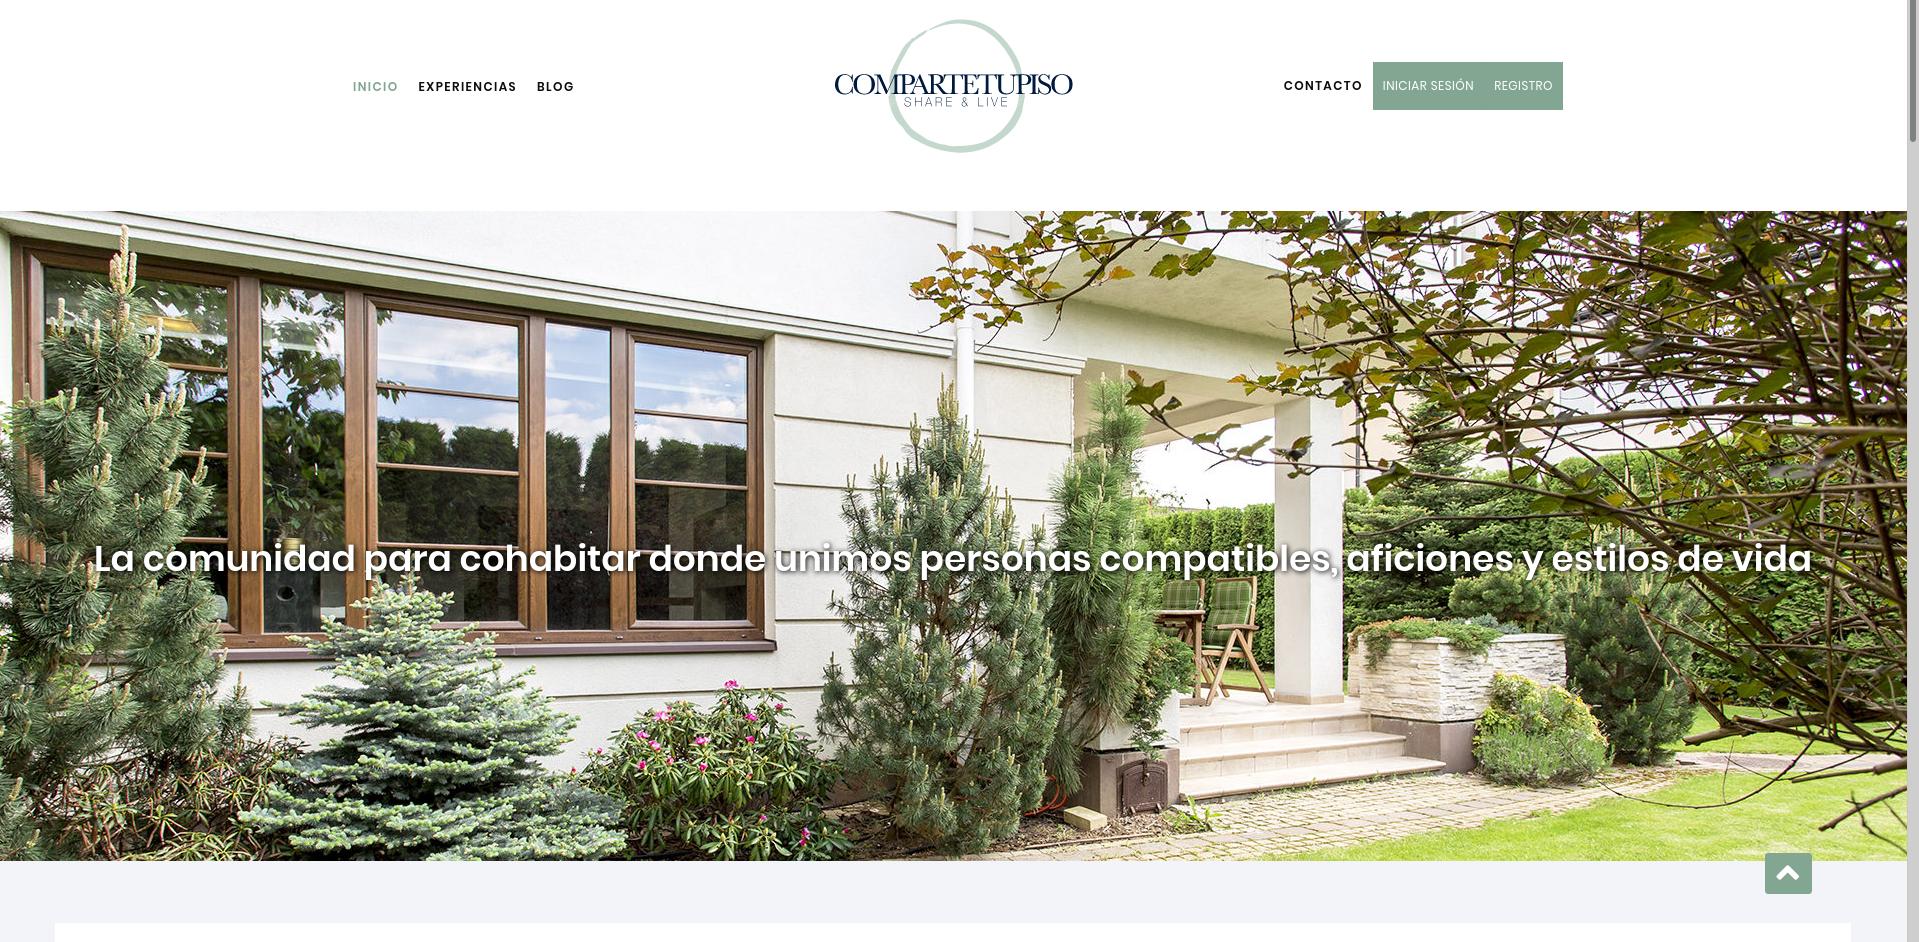 INICIO EXPERIENCIAS BLOG
COMPARTETUPISO
SHARE & LIVE
CONTACTO INICIAR SESIÓN REGISTRO
La comunidad para cohabitar donde unimos personas compatibles, aficiones y estilos de vida